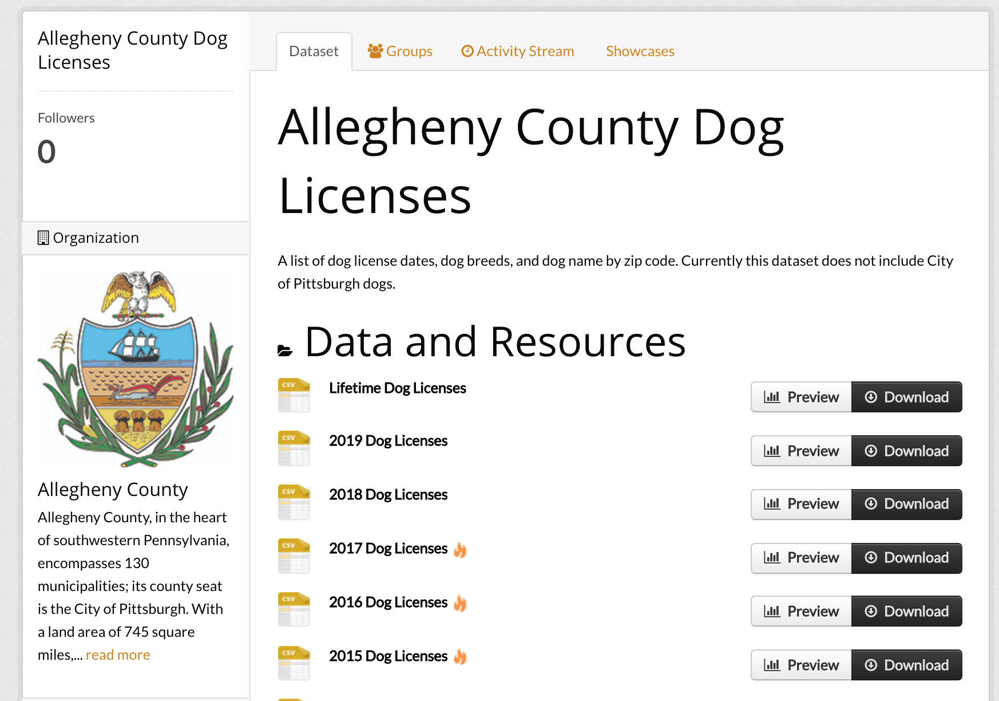 Allegheny County Dog
Licenses
Followers
0
Organization
Allegheny County
Allegheny County, in the heart
of southwestern Pennsylvania,
encompasses 130
municipalities; its county seat
is the City of Pittsburgh. With
a land area of 745 square
miles,... read more
Dataset
Groups
Activity Stream
Showcases
Allegheny County Dog
Licenses
A list of dog license dates, dog breeds, and dog name by zip code. Currently this dataset does not include City
of Pittsburgh dogs.
Data and Resources
CSV Lifetime Dog Licenses Preview Download
CSV 2019 Dog Licenses Preview Download
CSV 2018 Dog Licenses Preview Download
CSV 2017 Dog Licenses Preview Download
CSV 2016 Dog Licenses Preview Download
CSV 2015 Dog Licenses Preview Download